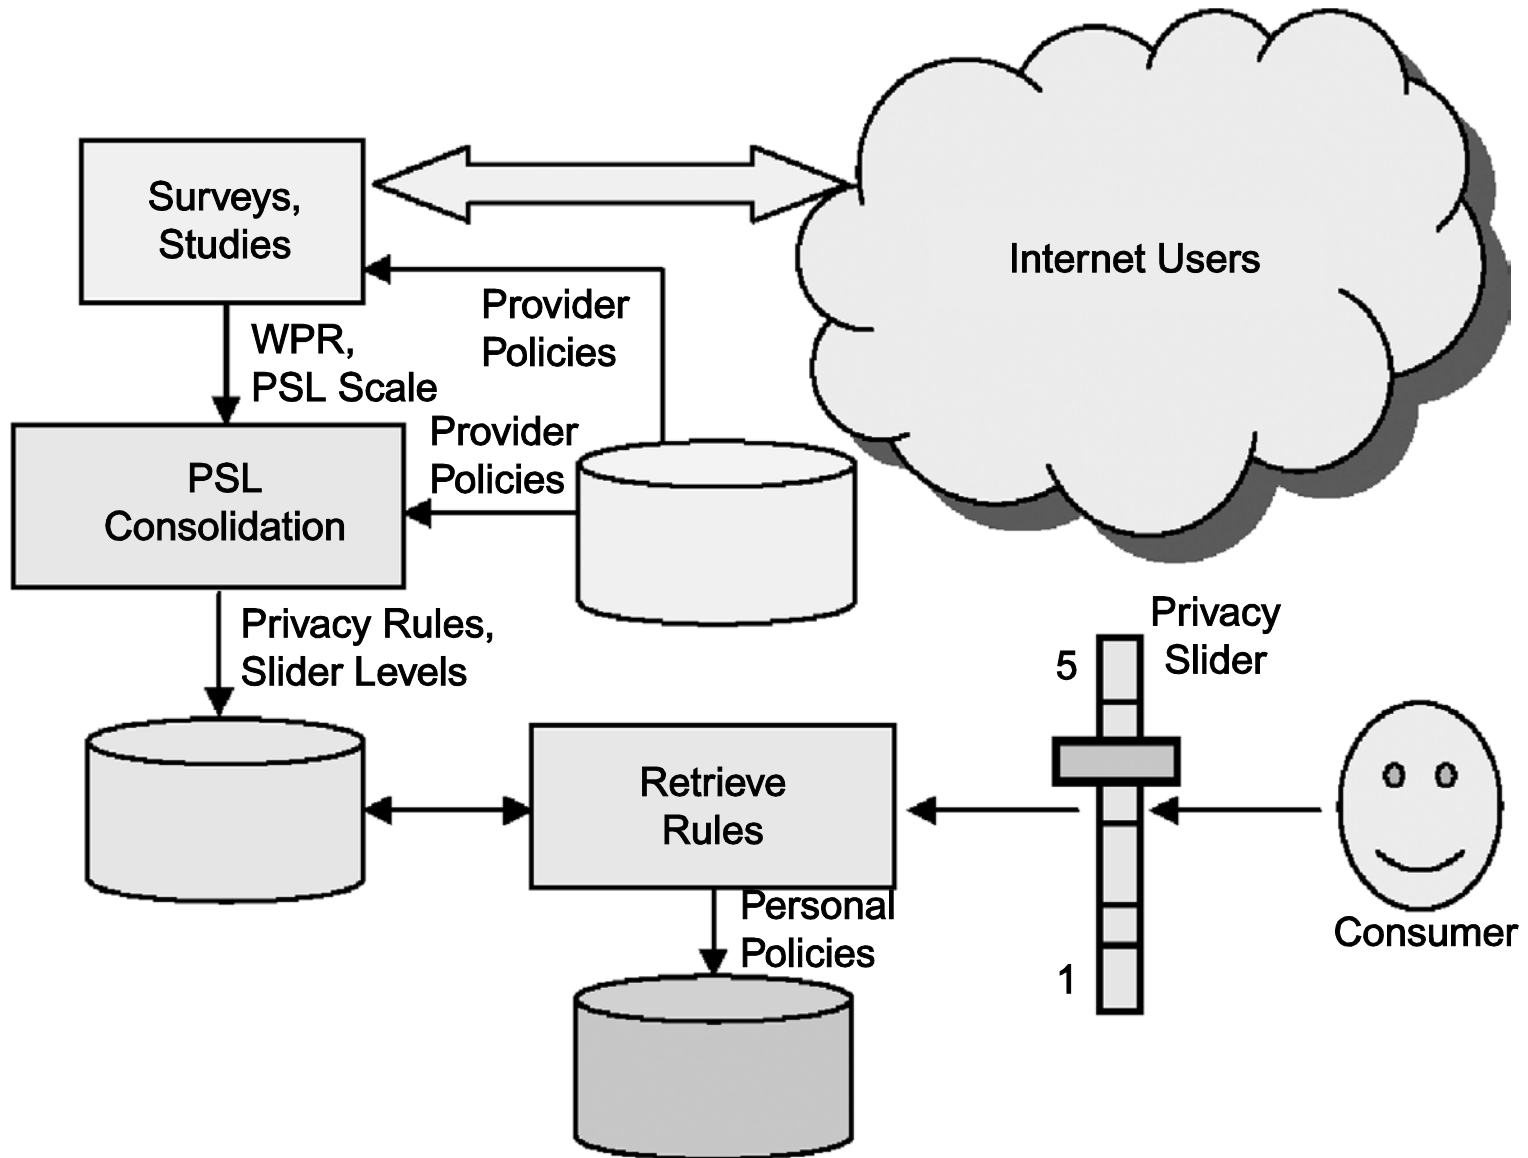 Surveys,
Studies
Internet Users
Provider
Policies
WPR,
PSL Scale
Provider
Policies
PSL
Consolidation
Privacy Rules,
Slider Levels
Privacy
Slider
5
Retrieve
Rules
Personal
Policies
Consumer
1